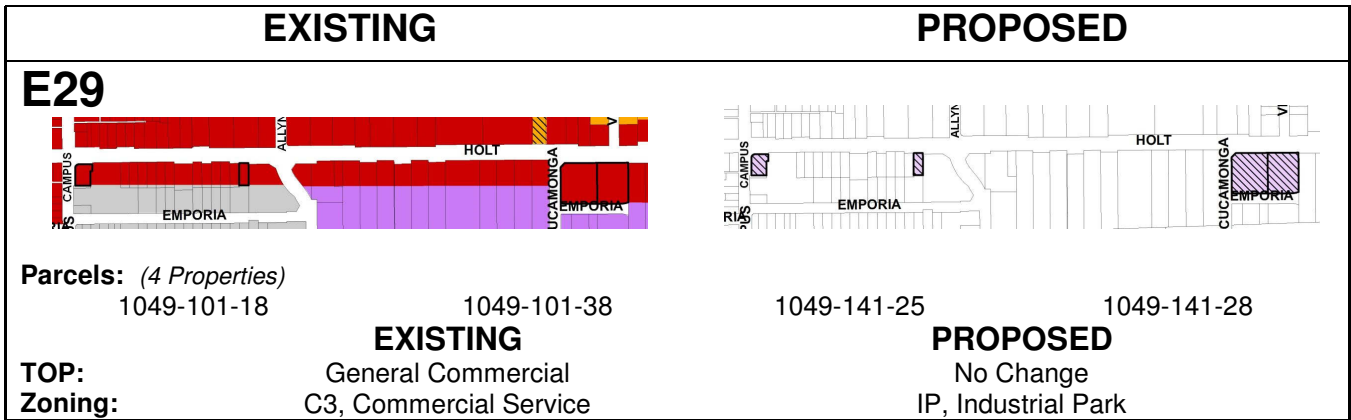 EXISTING PROPOSED
E29
ALLYN
V
HOLT
CAMPUS
CUCAMONGA
EMPORIA
EMPORIA
ALLYN
VI
HOLT
CAMPUS
CUCAMONGA
EMPORIA
EMPORIA
Parcels: (4 Properties)
1049-101-18 1049-101-38 1049-141-25 1049-141-28
EXISTING PROPOSED
TOP: General Commercial No Change
Zoning: C3, Commercial Service IP, Industrial Park